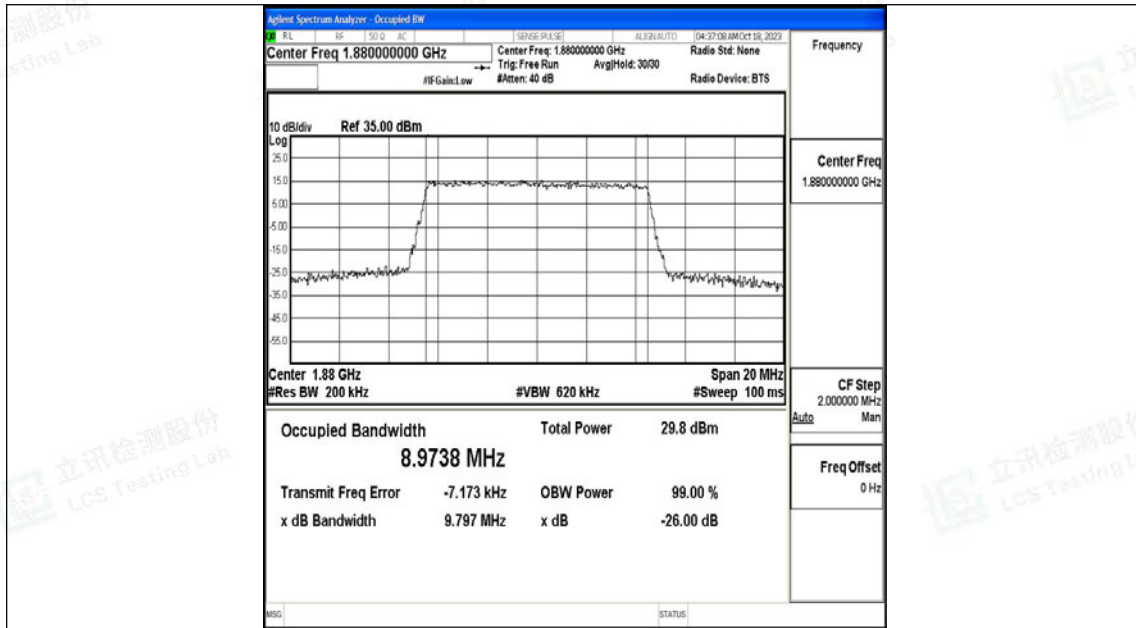 Agilent Spectrum Analyzer - Occupied BW
RL RF 50 Ω AC SENSE:PULSE ALIGNAUTO 04:37:08 AM Oct 18, 2023
Center Freq 1.880000000 GHz
Center Freq: 1.880000000 GHz
Radio Std: None
Trig: Free Run Avg|Hold: 30/30
#IFGain:Low
#Atten: 40 dB
Radio Device: BTS
10 dB/div Ref 35.00 dBm
Log
25.0
15.0
5.00
-5.00
-15.0
-25.0
-35.0
-45.0
-55.0
Center 1.88 GHz Span 20 MHz
#Res BW 200 kHz #VBW 620 kHz #Sweep 100 ms
Occupied Bandwidth Total Power 29.8 dBm
8.9738 MHz
Transmit Freq Error -7.173 kHz OBW Power 99.00 %
x dB Bandwidth 9.797 MHz x dB -26.00 dB
MSG STATUS
Frequency
Center Freq
1.880000000 GHz
CF Step
2.000000 MHz
Auto Man
Freq Offset
0 Hz
立讯检测股份
LCS Testing Lab